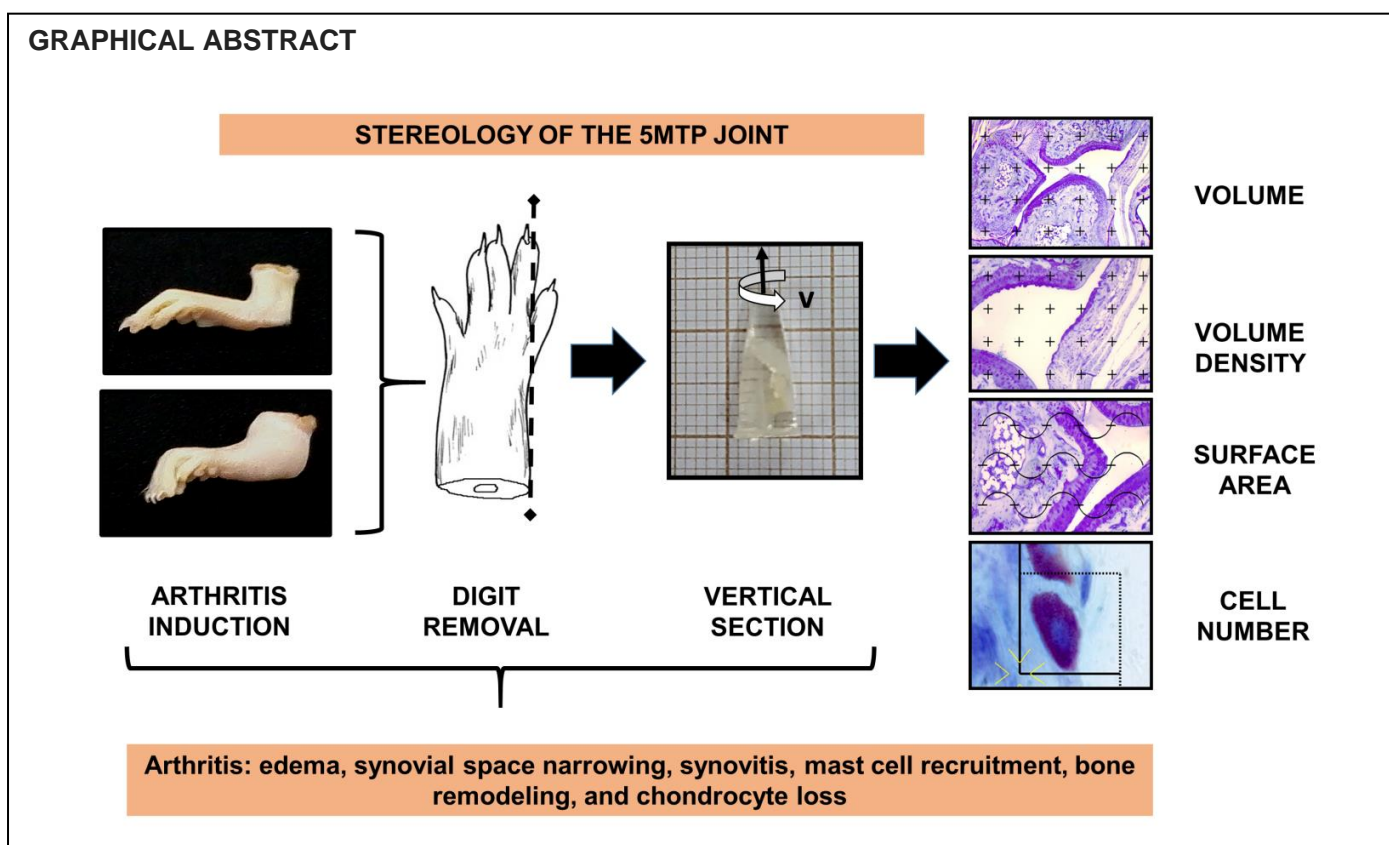 GRAPHICAL ABSTRACT
STEREOLOGY OF THE 5MTP JOINT
V
VOLUME
VOLUME
DENSITY
SURFACE
AREA
CELL
NUMBER
ARTHRITIS
INDUCTION
DIGIT
REMOVAL
VERTICAL
SECTION
Arthritis: edema, synovial space narrowing, synovitis, mast cell recruitment, bone
remodeling, and chondrocyte loss